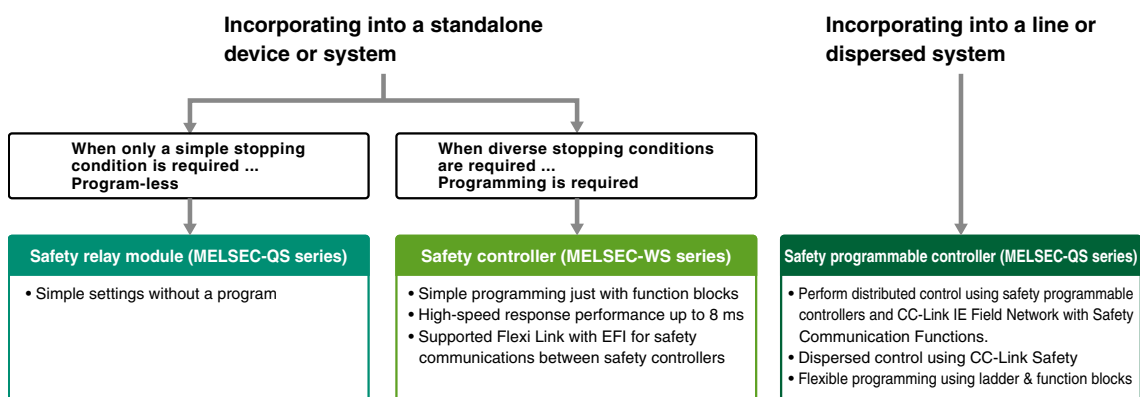 Incorporating into a standalone
device or system
Incorporating into a line or
dispersed system
When only a simple stopping
condition is required ...
Program-less
When diverse stopping conditions
are required ...
Programming is required
Safety relay module (MELSEC-QS series)
• Simple settings without a program
Safety controller (MELSEC-WS series)
• Simple programming just with function blocks
• High-speed response performance up to 8 ms
• Supported Flexi Link with EFI for safety
communications between safety controllers
Safety programmable controller (MELSEC-QS series)
• Perform distributed control using safety programmable
controllers and CC-Link IE Field Network with Safety
Communication Functions.
• Dispersed control using CC-Link Safety
• Flexible programming using ladder & function blocks